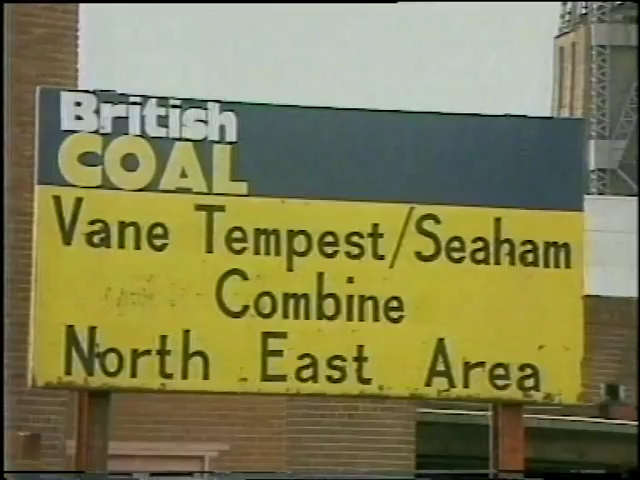 British
COAL
Vane Tempest/Seaham
Combine
North East Area